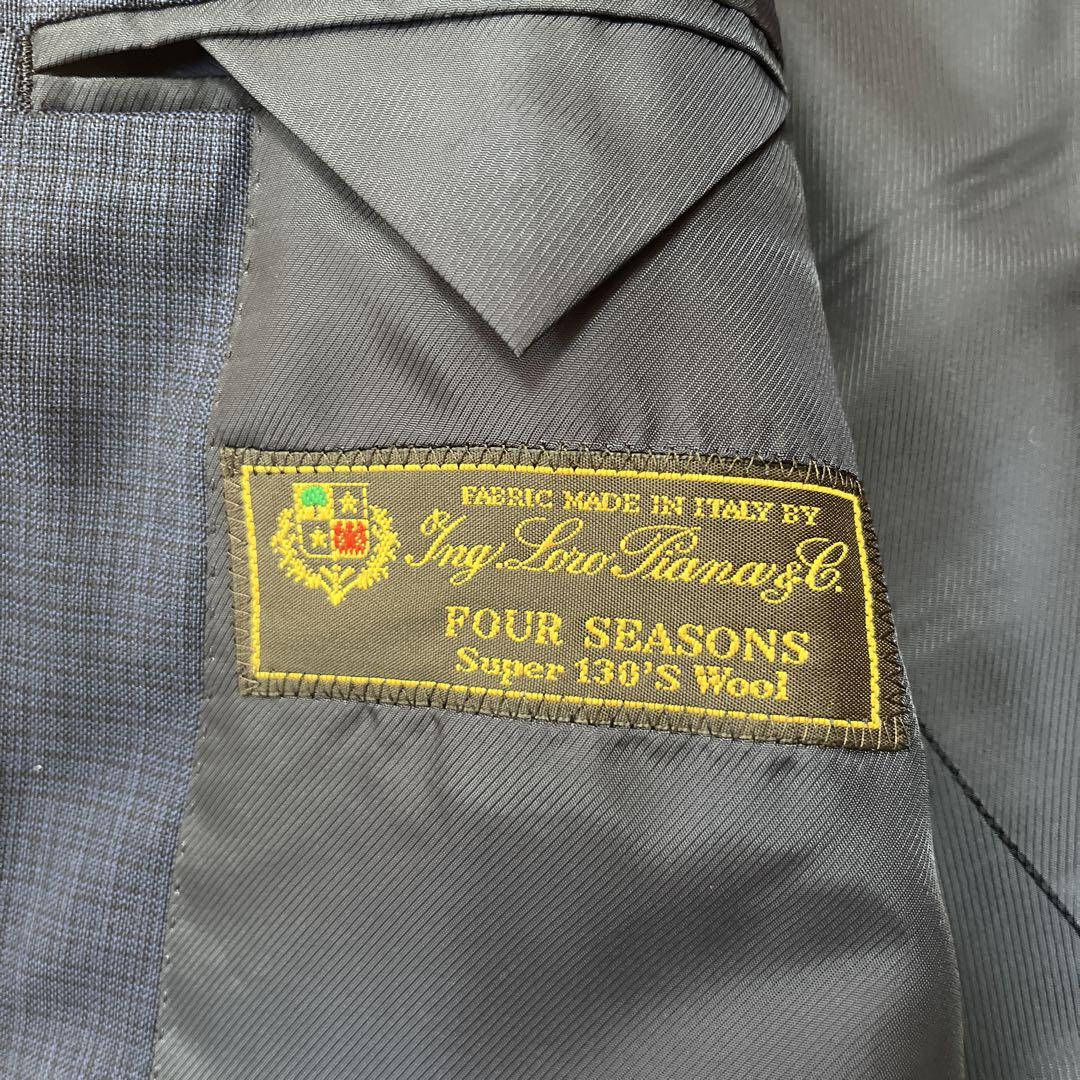 FABRIC MADE IN ITALY BY
Ing. Loro Piana & C.
FOUR SEASONS
Super 130'S Wool